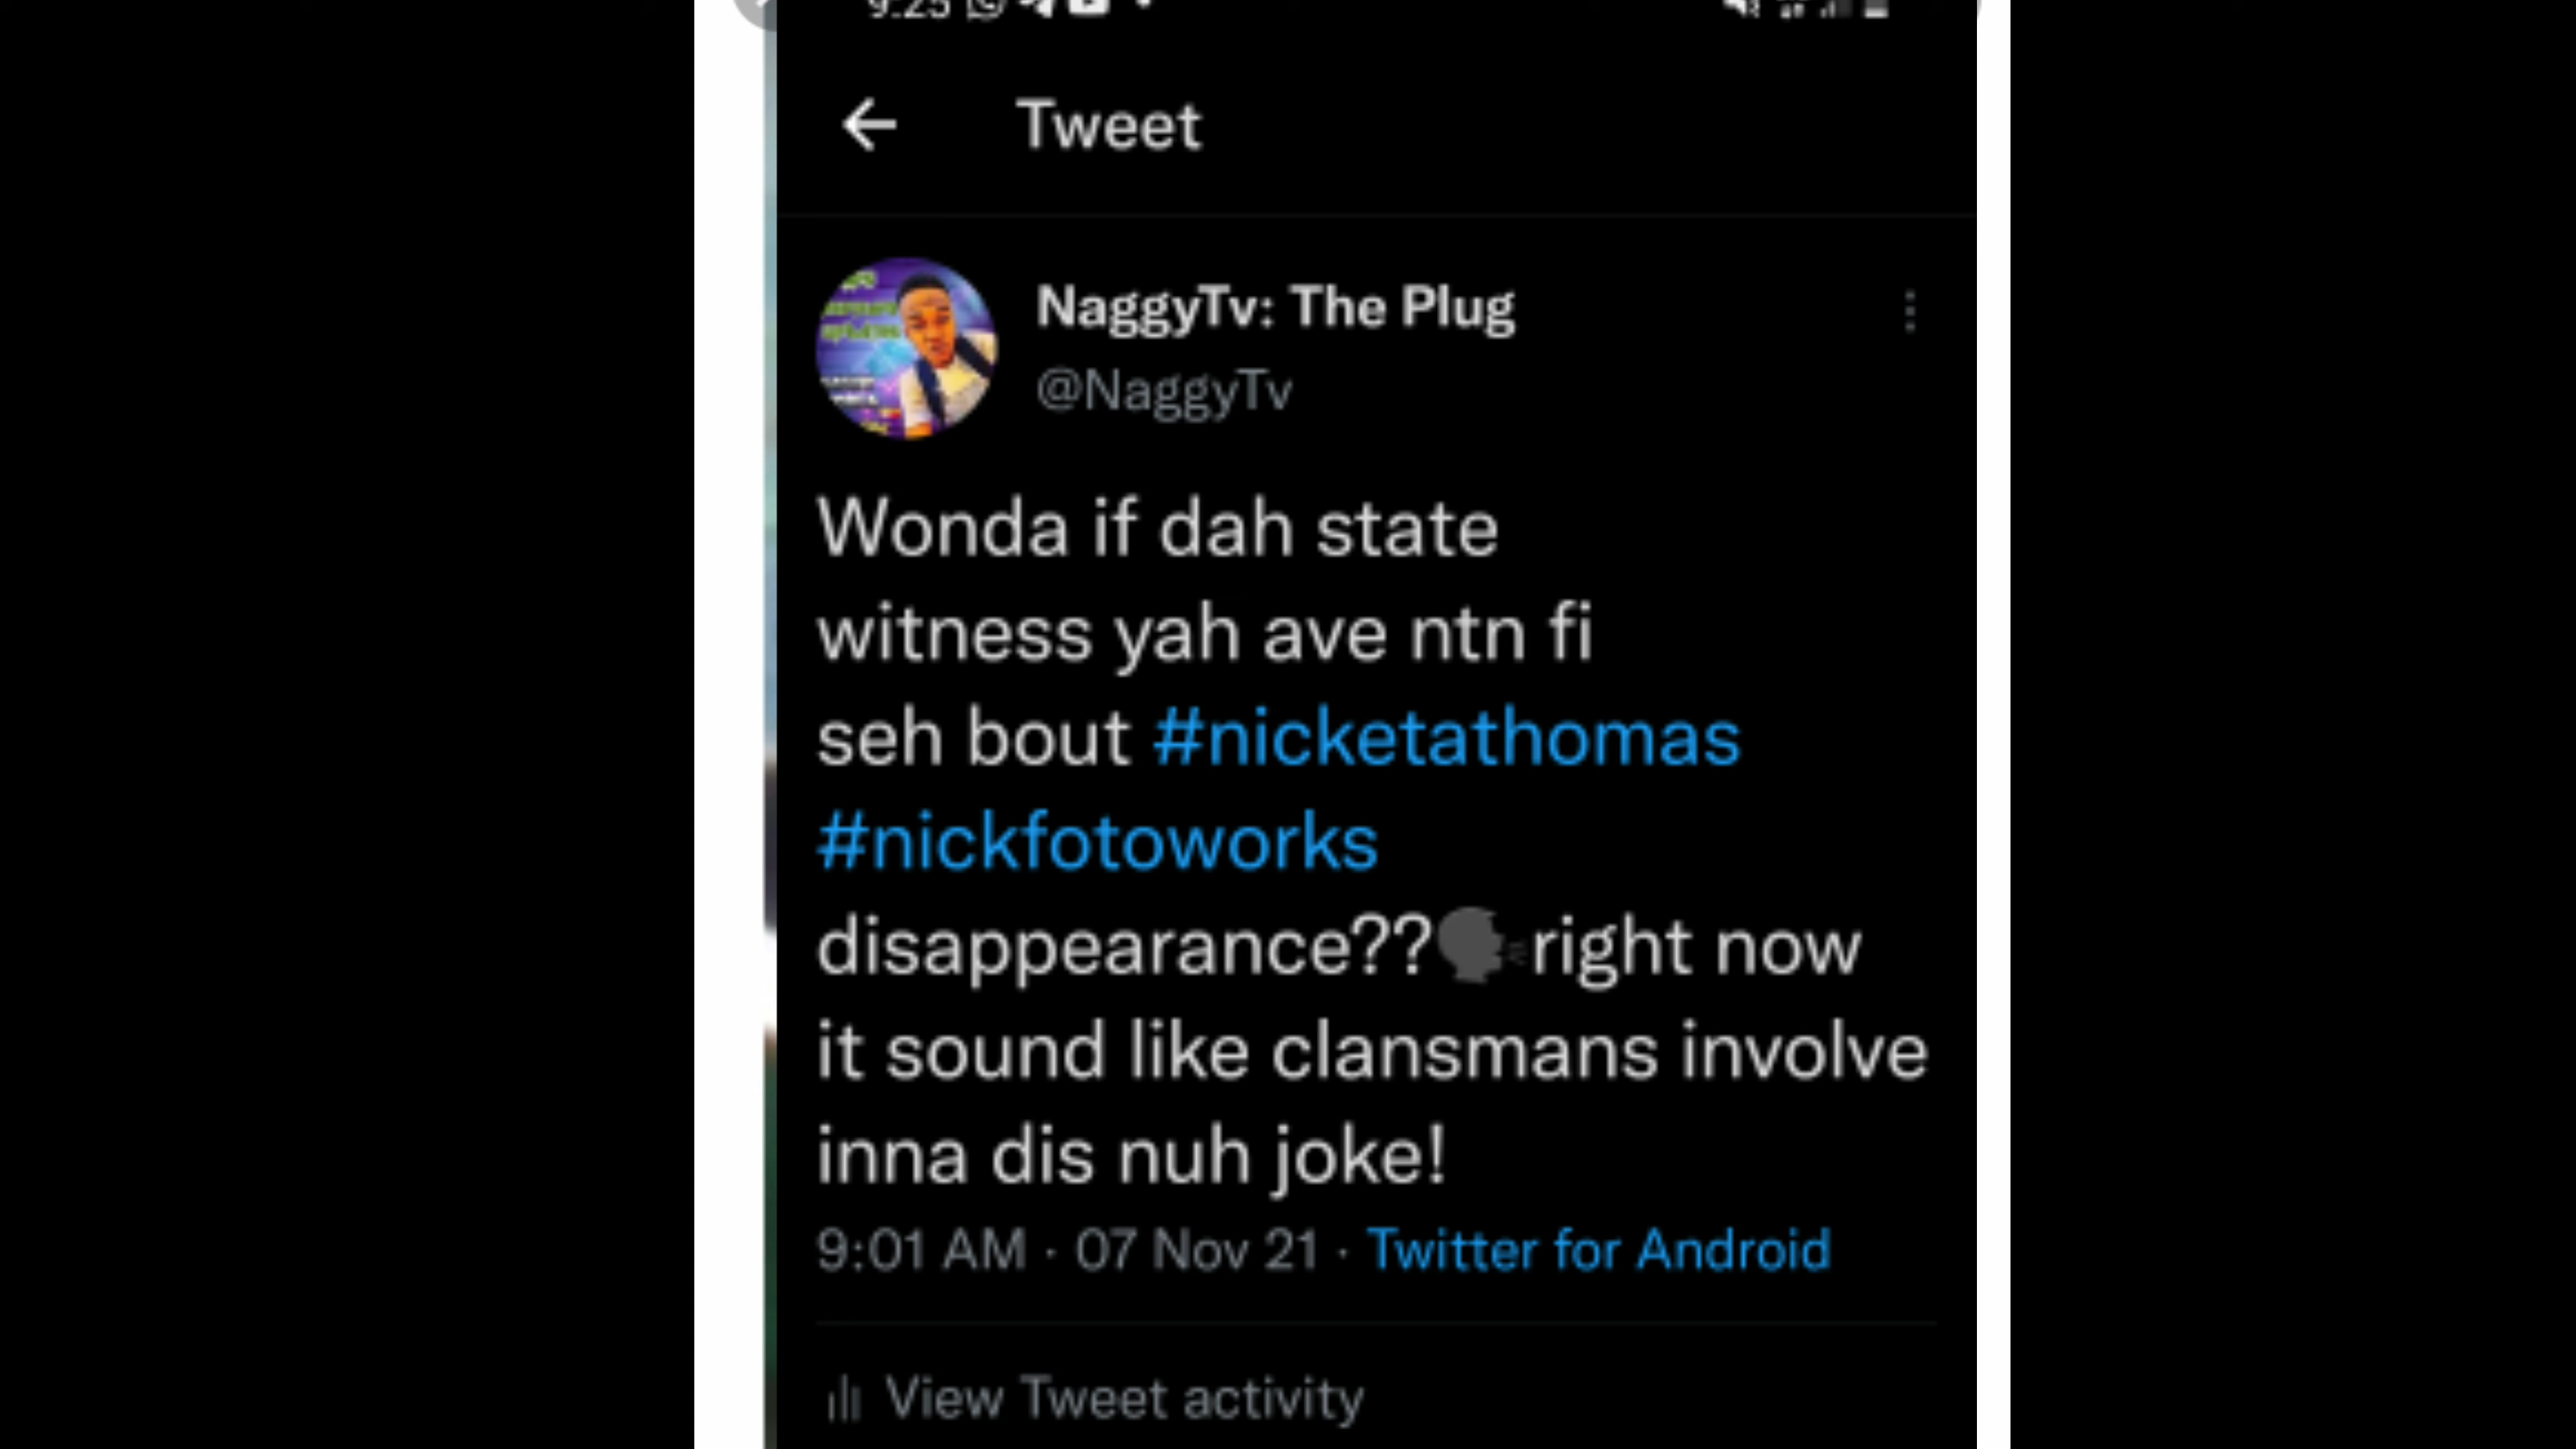 9:25
Tweet
NaggyTv: The Plug
@NaggyTv
Wonda if dah state
witness yah ave ntn fi
seh bout #nicketathomas
#nickfotoworks
disappearance??🗣right now
it sound like clansmans involve
inna dis nuh joke!
9:01 AM · 07 Nov 21 · Twitter for Android
View Tweet activity